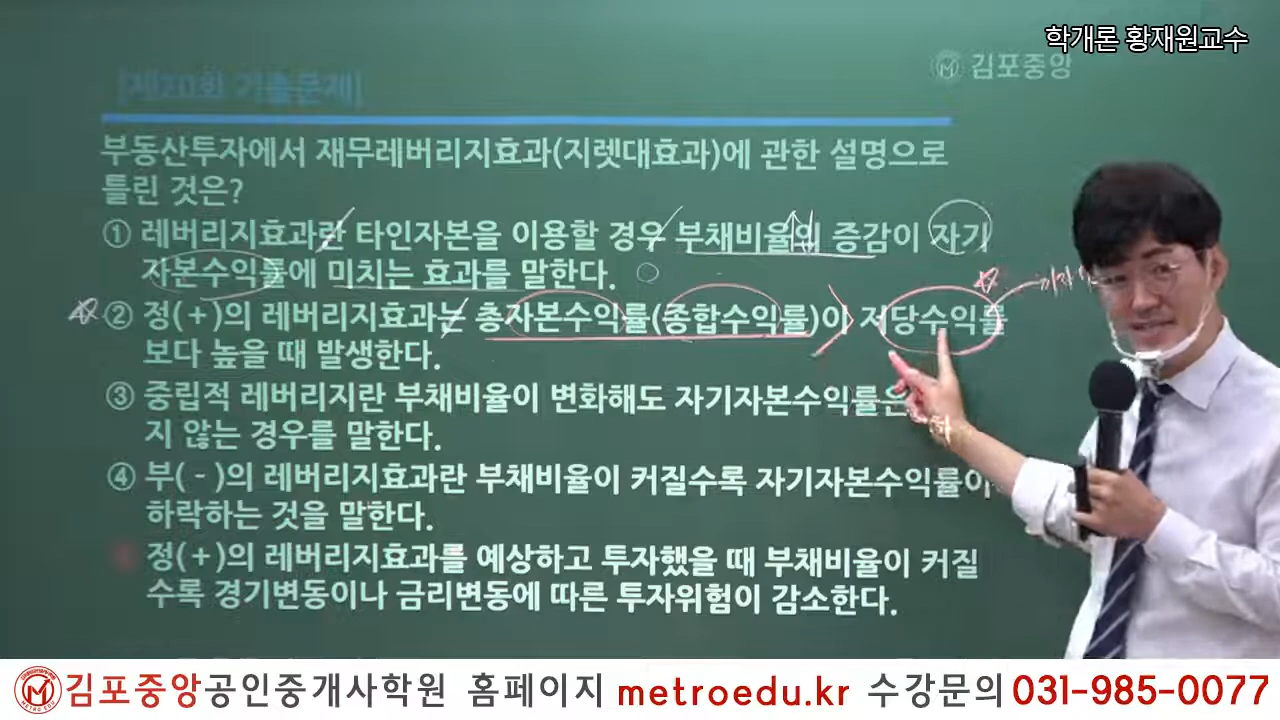 학개론 황재원교수
김포중앙
[제20회 기출문제]
부동산투자에서 재무레버리지효과(지렛대효과)에 관한 설명으로
틀린 것은?
① 레버리지효과란 타인자본을 이용할 경우 부채비율의 증감이 자기
자본수익률에 미치는 효과를 말한다.
② 정(+)의 레버리지효과는 총자본수익률(종합수익률)이 저당수익률
보다 높을 때 발생한다.
③ 중립적 레버리지란 부채비율이 변화해도 자기자본수익률은
지 않는 경우를 말한다.
④ 부(-)의 레버리지효과란 부채비율이 커질수록 자기자본수익률이
하락하는 것을 말한다.
정(+)의 레버리지효과를 예상하고 투자했을 때 부채비율이 커질
수록 경기변동이나 금리변동에 따른 투자위험이 감소한다.
김포중앙공인중개사학원 홈페이지 metroedu.kr 수강문의 031-985-0077